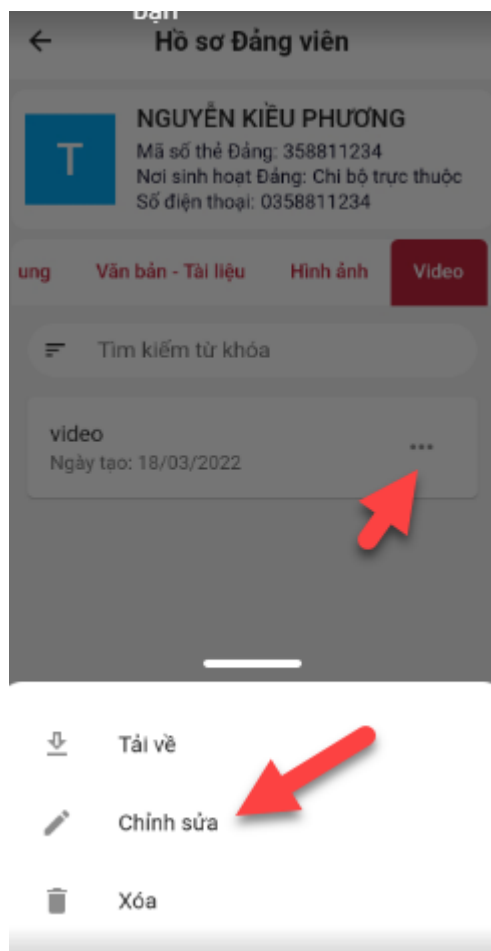 bạn
Hồ sơ Đảng viên
T
NGUYỄN KIỀU PHƯƠNG
Mã số thẻ Đảng: 358811234
Nơi sinh hoạt Đảng: Chi bộ trực thuộc
Số điện thoại: 0358811234
ung Văn bản - Tài liệu Hình ảnh Video
Tìm kiếm từ khóa
video
Ngày tạo: 18/03/2022
Tải về
Chỉnh sửa
Xóa